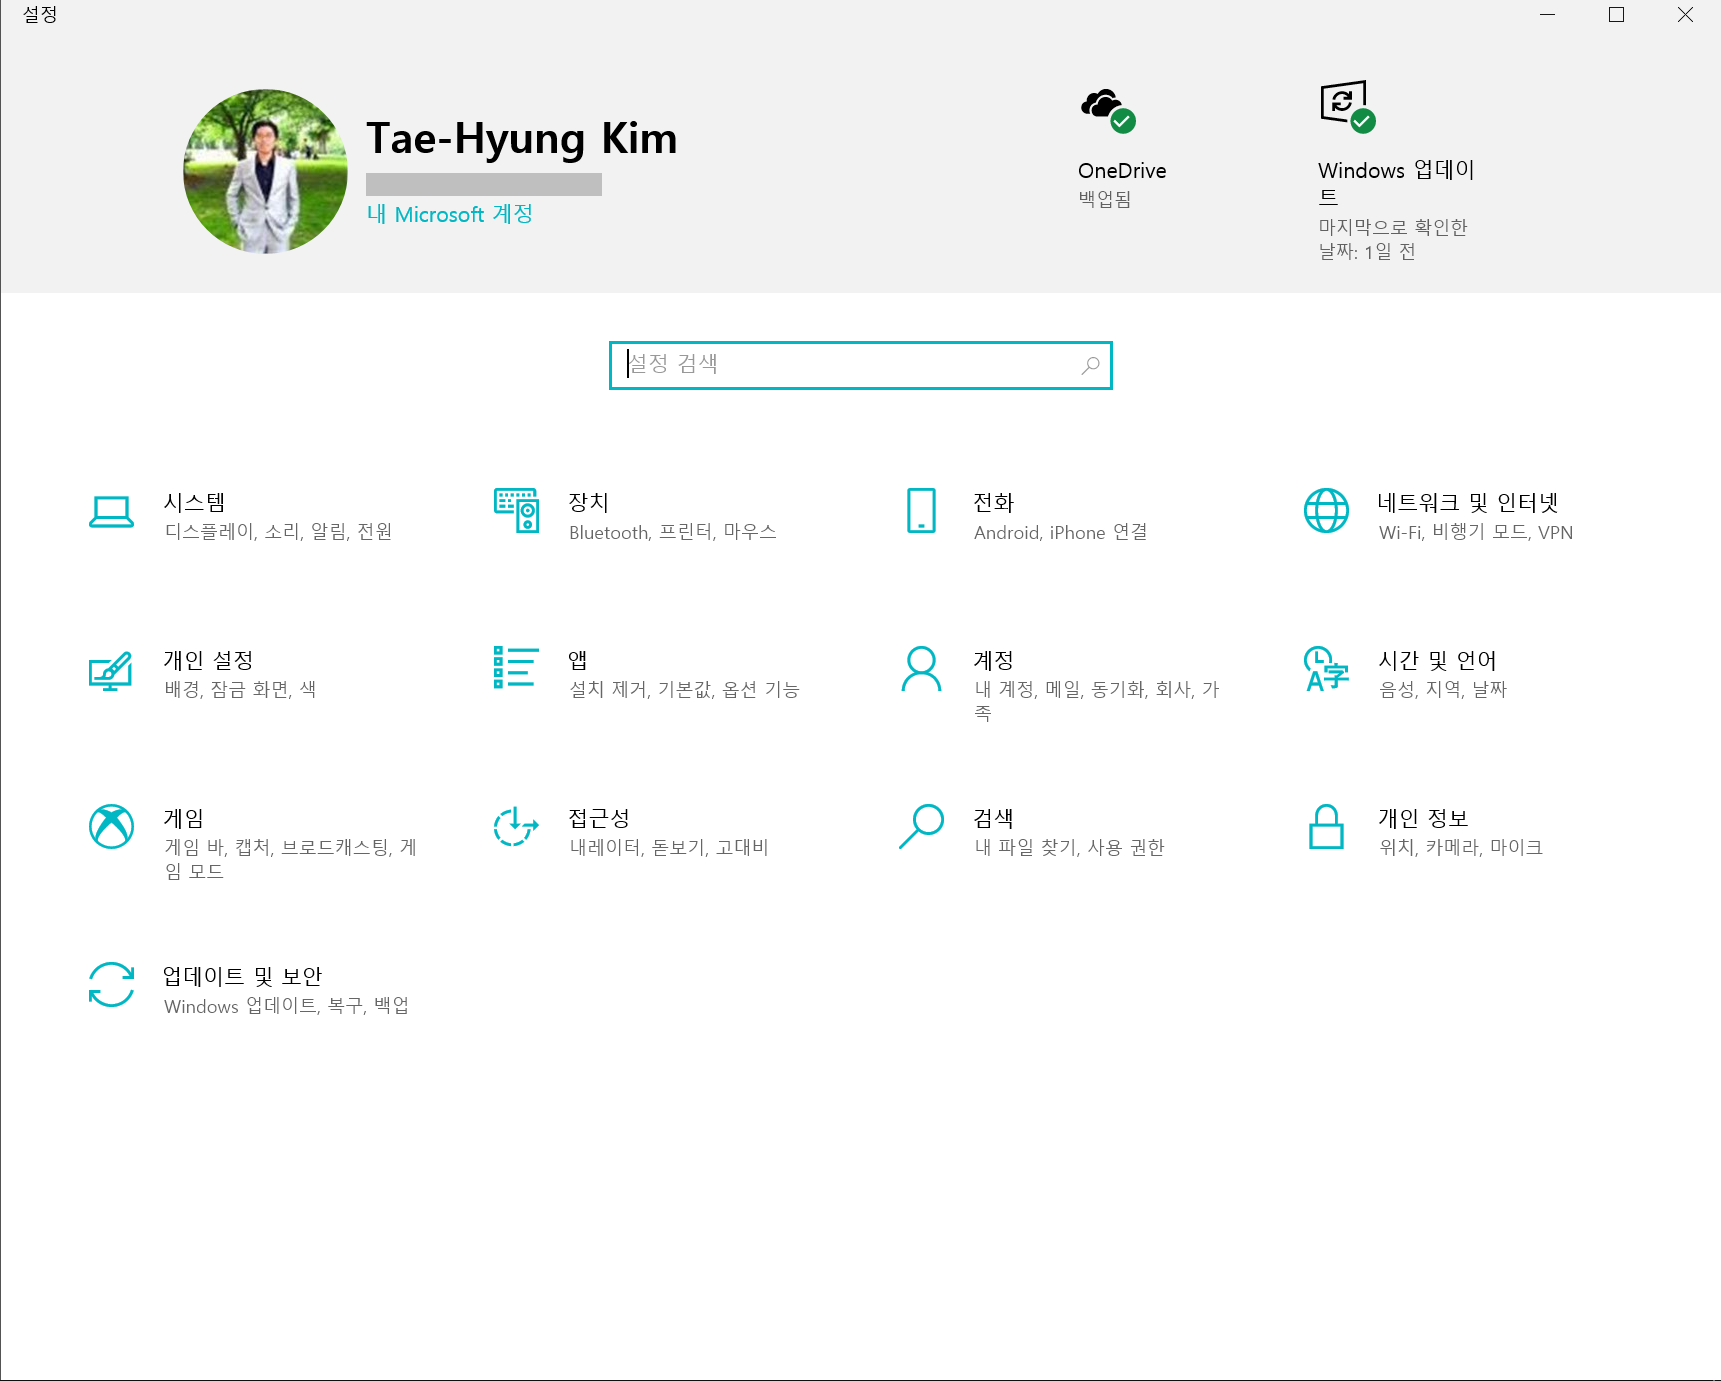 설정
Tae-Hyung Kim
내 Microsoft 계정
OneDrive
백업됨
Windows 업데이
트
마지막으로 확인한
날짜: 1일 전
설정 검색
시스템
디스플레이, 소리, 알림, 전원
장치
Bluetooth, 프린터, 마우스
전화
Android, iPhone 연결
네트워크 및 인터넷
Wi-Fi, 비행기 모드, VPN
개인 설정
배경, 잠금 화면, 색
앱
설치 제거, 기본값, 옵션 기능
계정
내 계정, 메일, 동기화, 회사, 가
족
시간 및 언어
음성, 지역, 날짜
게임
게임 바, 캡처, 브로드캐스팅, 게
임 모드
접근성
내레이터, 돋보기, 고대비
검색
내 파일 찾기, 사용 권한
개인 정보
위치, 카메라, 마이크
업데이트 및 보안
Windows 업데이트, 복구, 백업